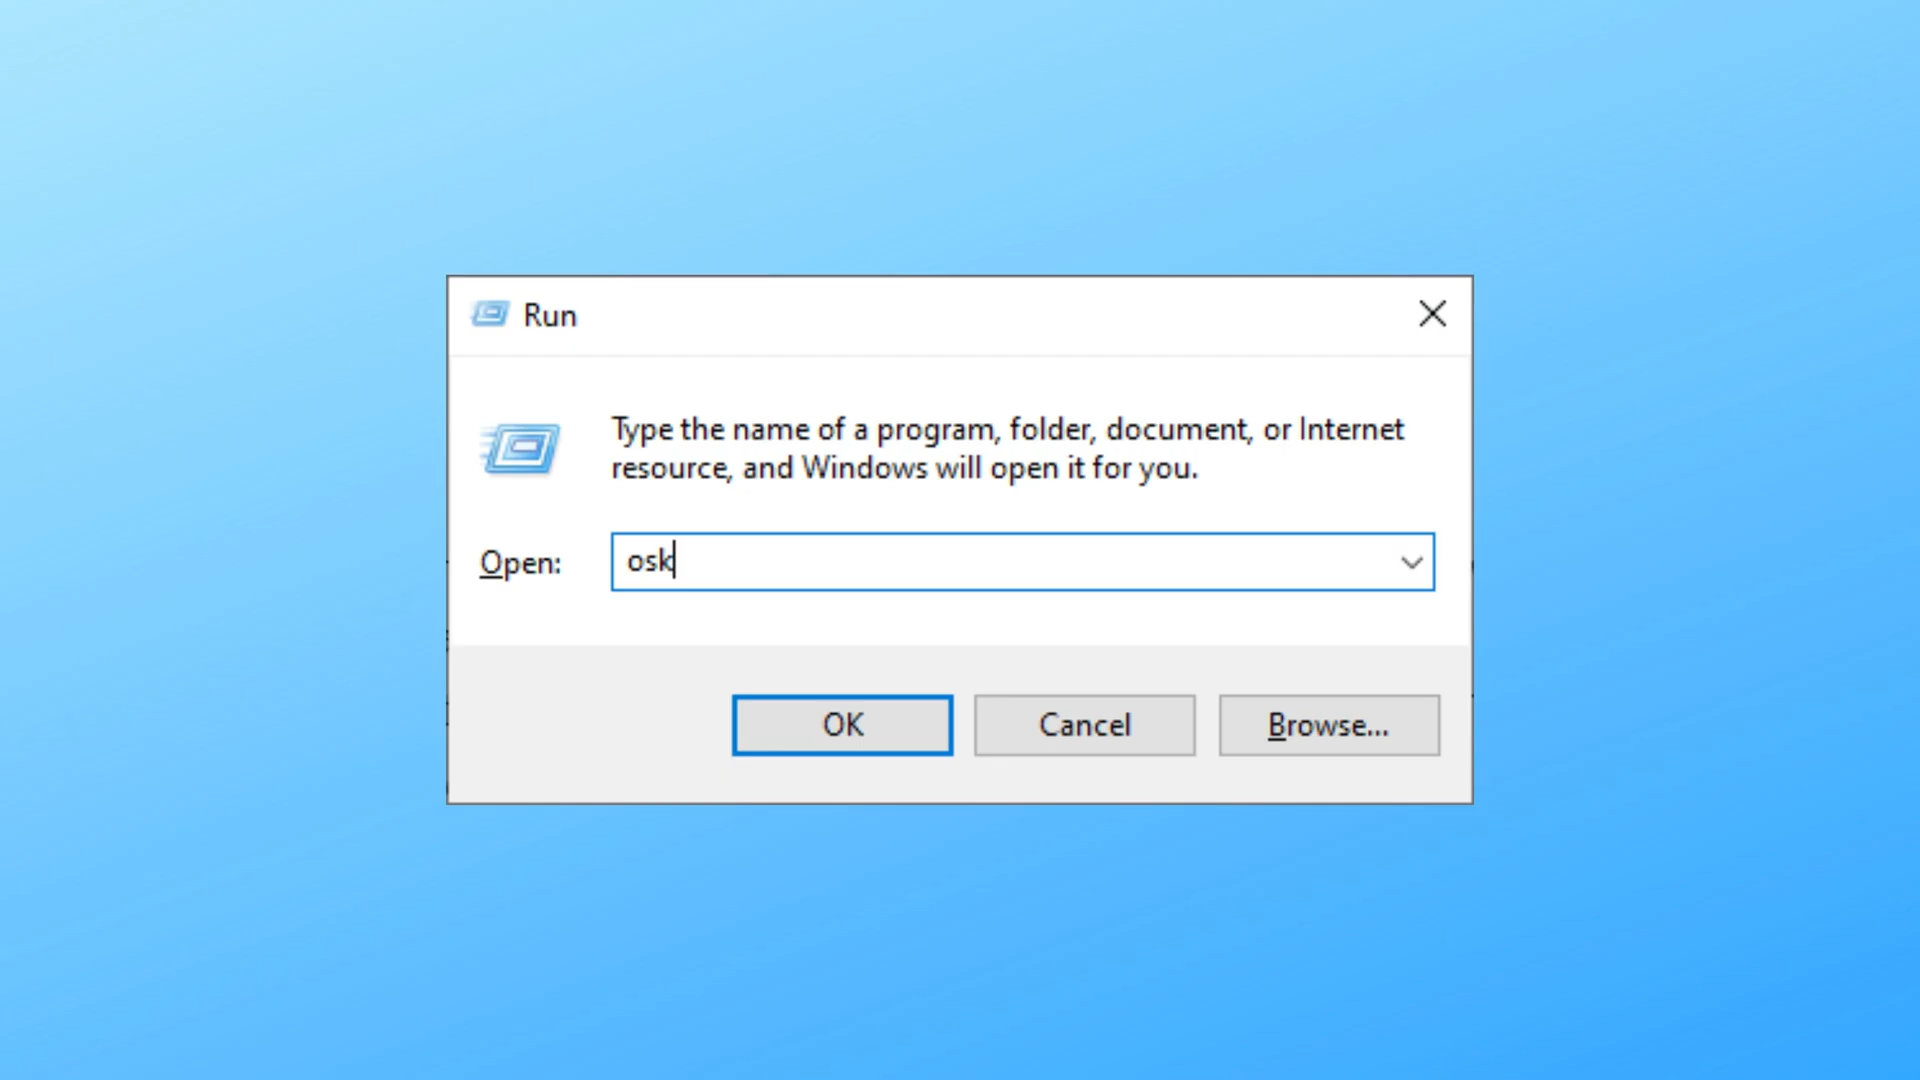 Run
Type the name of a program, folder, document, or Internet
resource, and Windows will open it for you.
Open: osk
OK Cancel Browse...